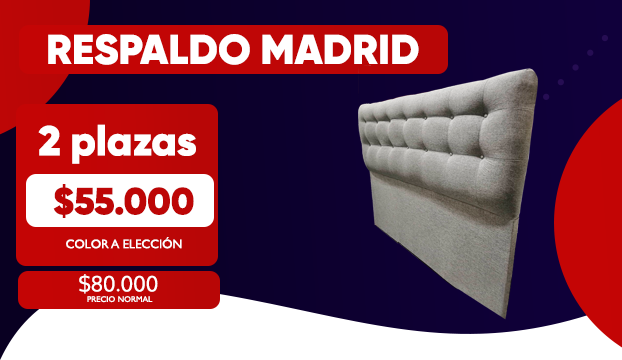 RESPALDO MADRID
2 plazas
$55.000
COLOR A ELECCIÓN
$80.000
PRECIO NORMAL